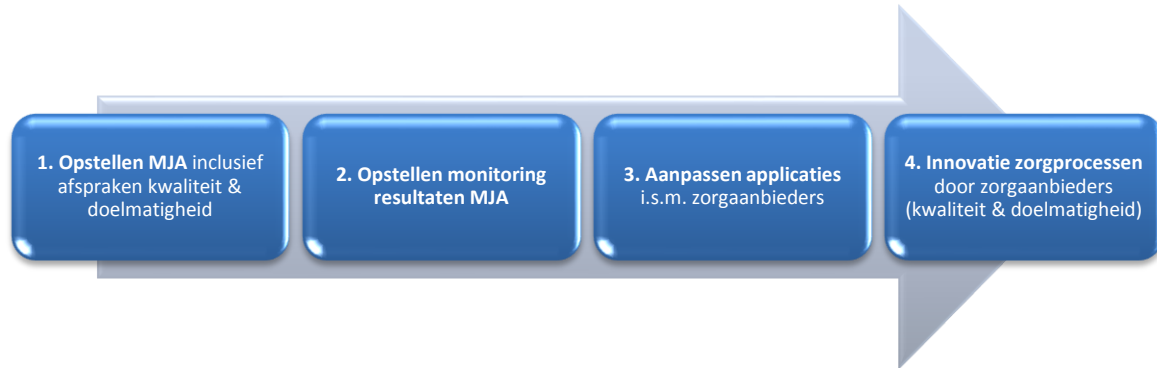 1. Opstellen MJA inclusief
afspraken kwaliteit &
doelmatigheid
2. Opstellen monitoring
resultaten MJA
3. Aanpassen applicaties
i.s.m. zorgaanbieders
4. Innovatie zorgprocessen
door zorgaanbieders
(kwaliteit & doelmatigheid)